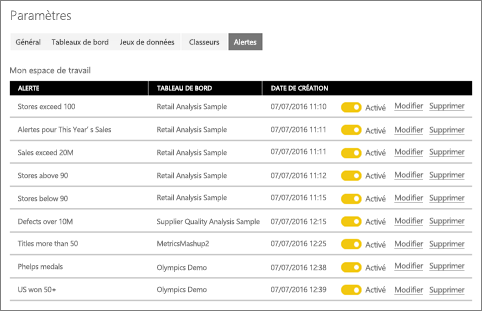 Paramètres
Général Tableaux de bord Jeux de données Classeurs Alertes
Mon espace de travail
ALERTE TABLEAU DE BORD DATE DE CRÉATION
Stores exceed 100 Retail Analysis Sample 07/07/2016 11:10 Activé Modifier Supprimer
Alertes pour This Year' s Sales Retail Analysis Sample 07/07/2016 11:11 Activé Modifier Supprimer
Sales exceed 20M Retail Analysis Sample 07/07/2016 11:11 Activé Modifier Supprimer
Stores above 90 Retail Analysis Sample 07/07/2016 11:12 Activé Modifier Supprimer
Stores below 90 Retail Analysis Sample 07/07/2016 11:15 Activé Modifier Supprimer
Defects over 10M Supplier Quality Analysis Sample 07/07/2016 12:15 Activé Modifier Supprimer
Titles more than 50 MetricsMashup2 07/07/2016 12:25 Activé Modifier Supprimer
Phelps medals Olympics Demo 07/07/2016 12:38 Activé Modifier Supprimer
US won 50+ Olympics Demo 07/07/2016 12:39 Activé Modifier Supprimer